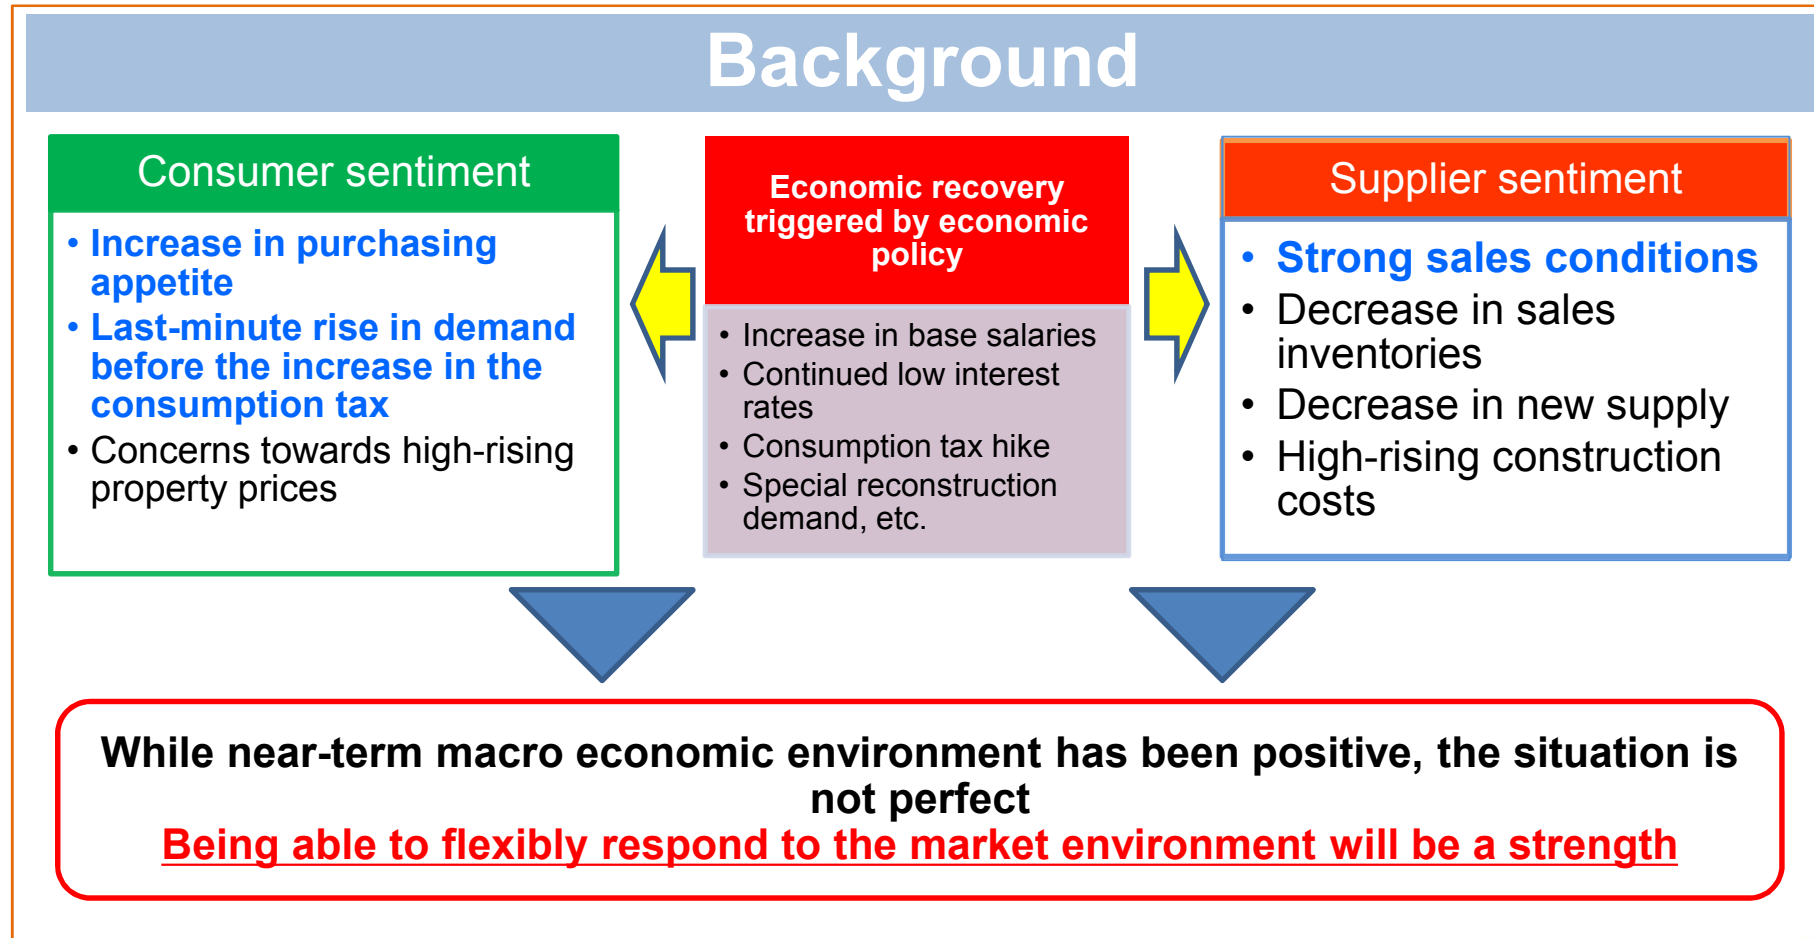 Background
Consumer sentiment
• Increase in purchasing
appetite
• Last-minute rise in demand
before the increase in the
consumption tax
• Concerns towards high-rising
property prices
Economic recovery
triggered by economic
policy
• Increase in base salaries
• Continued low interest
rates
• Consumption tax hike
• Special reconstruction
demand, etc.
Supplier sentiment
• Strong sales conditions
• Decrease in sales
inventories
• Decrease in new supply
• High-rising construction
costs
While near-term macro economic environment has been positive, the situation is
not perfect
Being able to flexibly respond to the market environment will be a strength